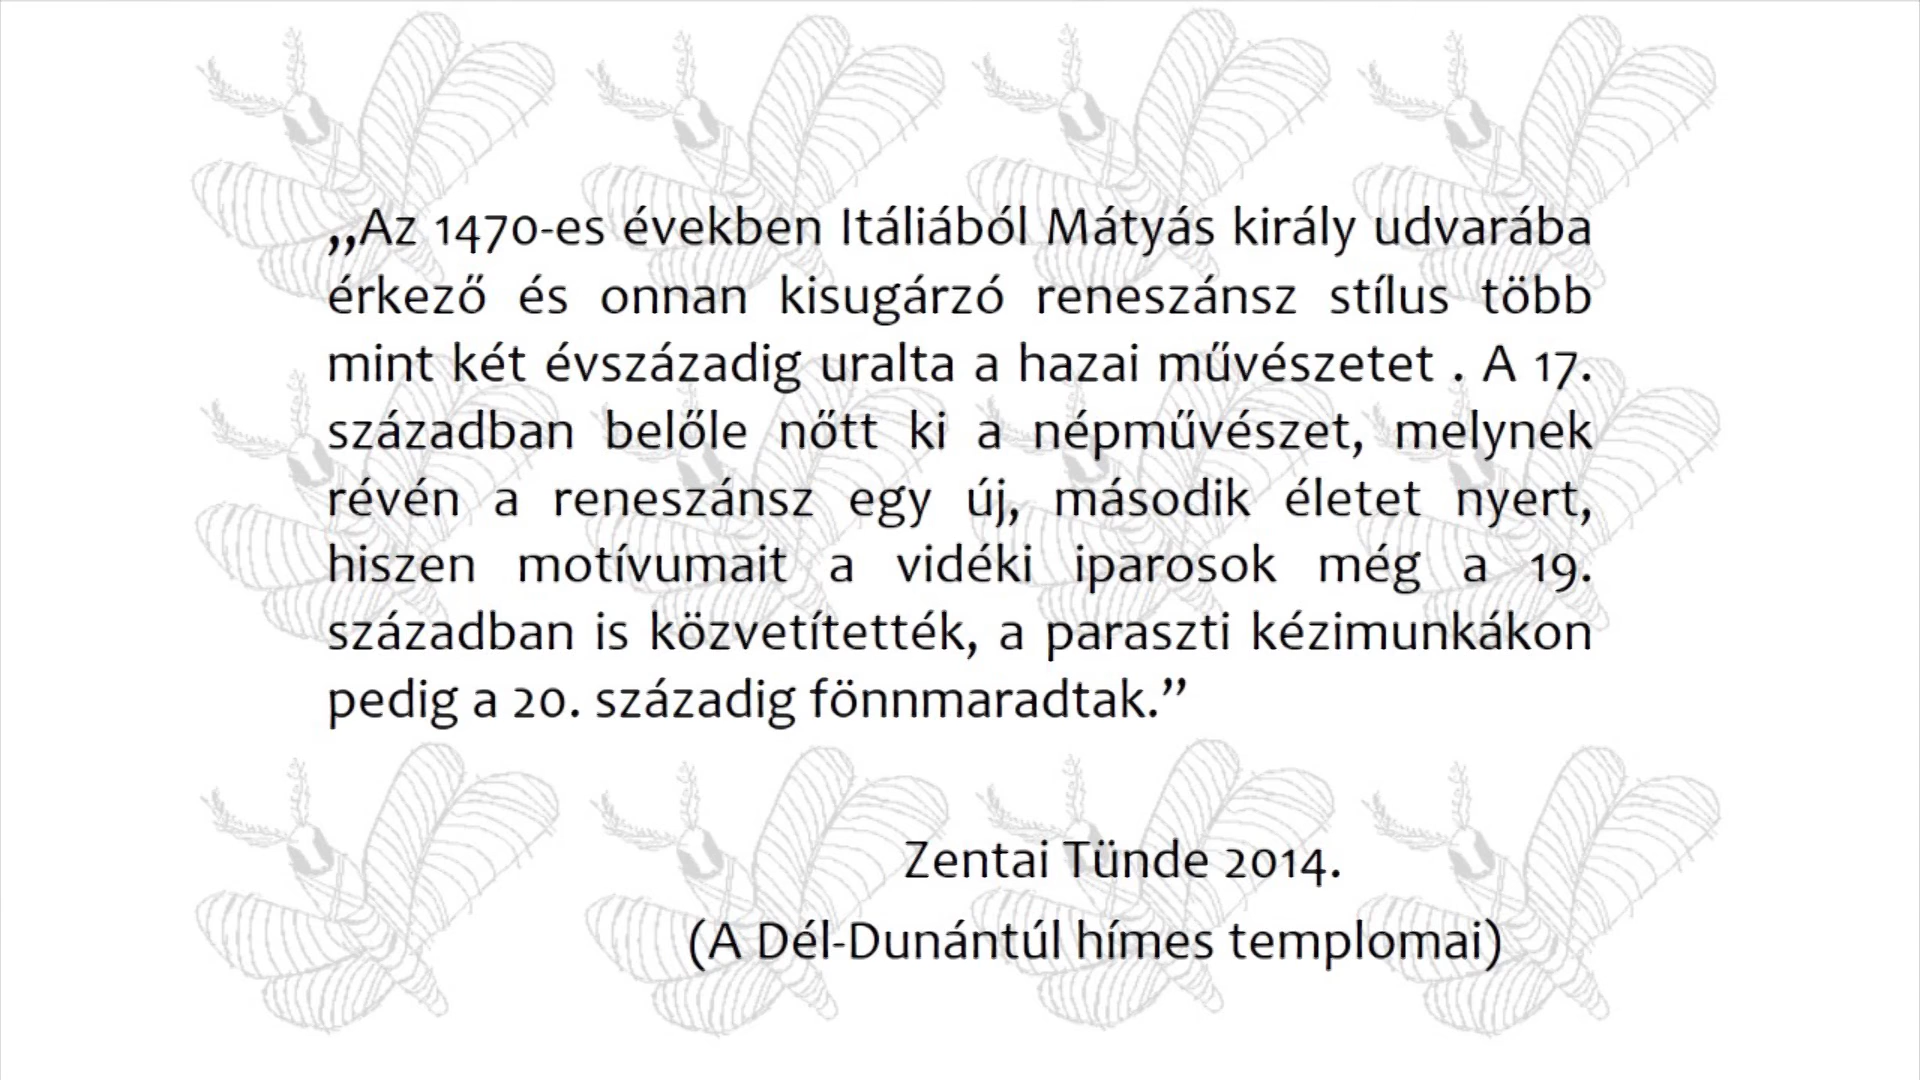 „Az 1470-es években Itáliából Mátyás király udvarába
érkező és onnan kisugárzó reneszánsz stílus több
mint két évszázadig uralta a hazai művészetet . A 17.
században belőle nőtt ki a népművészet, melynek
révén a reneszánsz egy új, második életet nyert,
hiszen motívumait a vidéki iparosok még a 19.
században is közvetítették, a paraszti kézimunkákon
pedig a 20. századig fönnmaradtak.”
Zentai Tünde 2014.
(A Dél-Dunántúl hímes templomai)